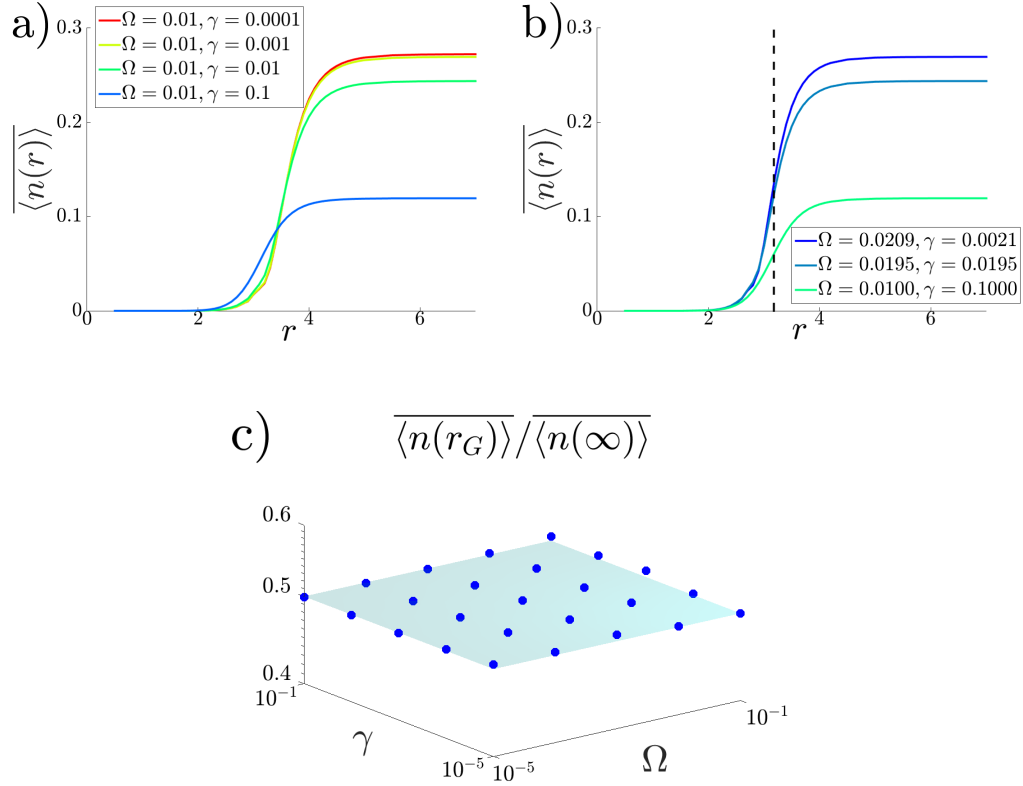 a)
Ω = 0.01, γ = 0.0001
Ω = 0.01, γ = 0.001
Ω = 0.01, γ = 0.01
Ω = 0.01, γ = 0.1
0.3
0.2
0.1
0
⟨n(r)⟩
0
2
4
6
r
b)
0.3
0.2
0.1
0
⟨n(r)⟩
Ω = 0.0209, γ = 0.0021
Ω = 0.0195, γ = 0.0195
Ω = 0.0100, γ = 0.1000
0
2
4
6
r
c)
⟨n(r_G)⟩/⟨n(∞)⟩
0.6
0.5
0.4
10⁻¹
γ
10⁻⁵
10⁻⁵
Ω
10⁻¹